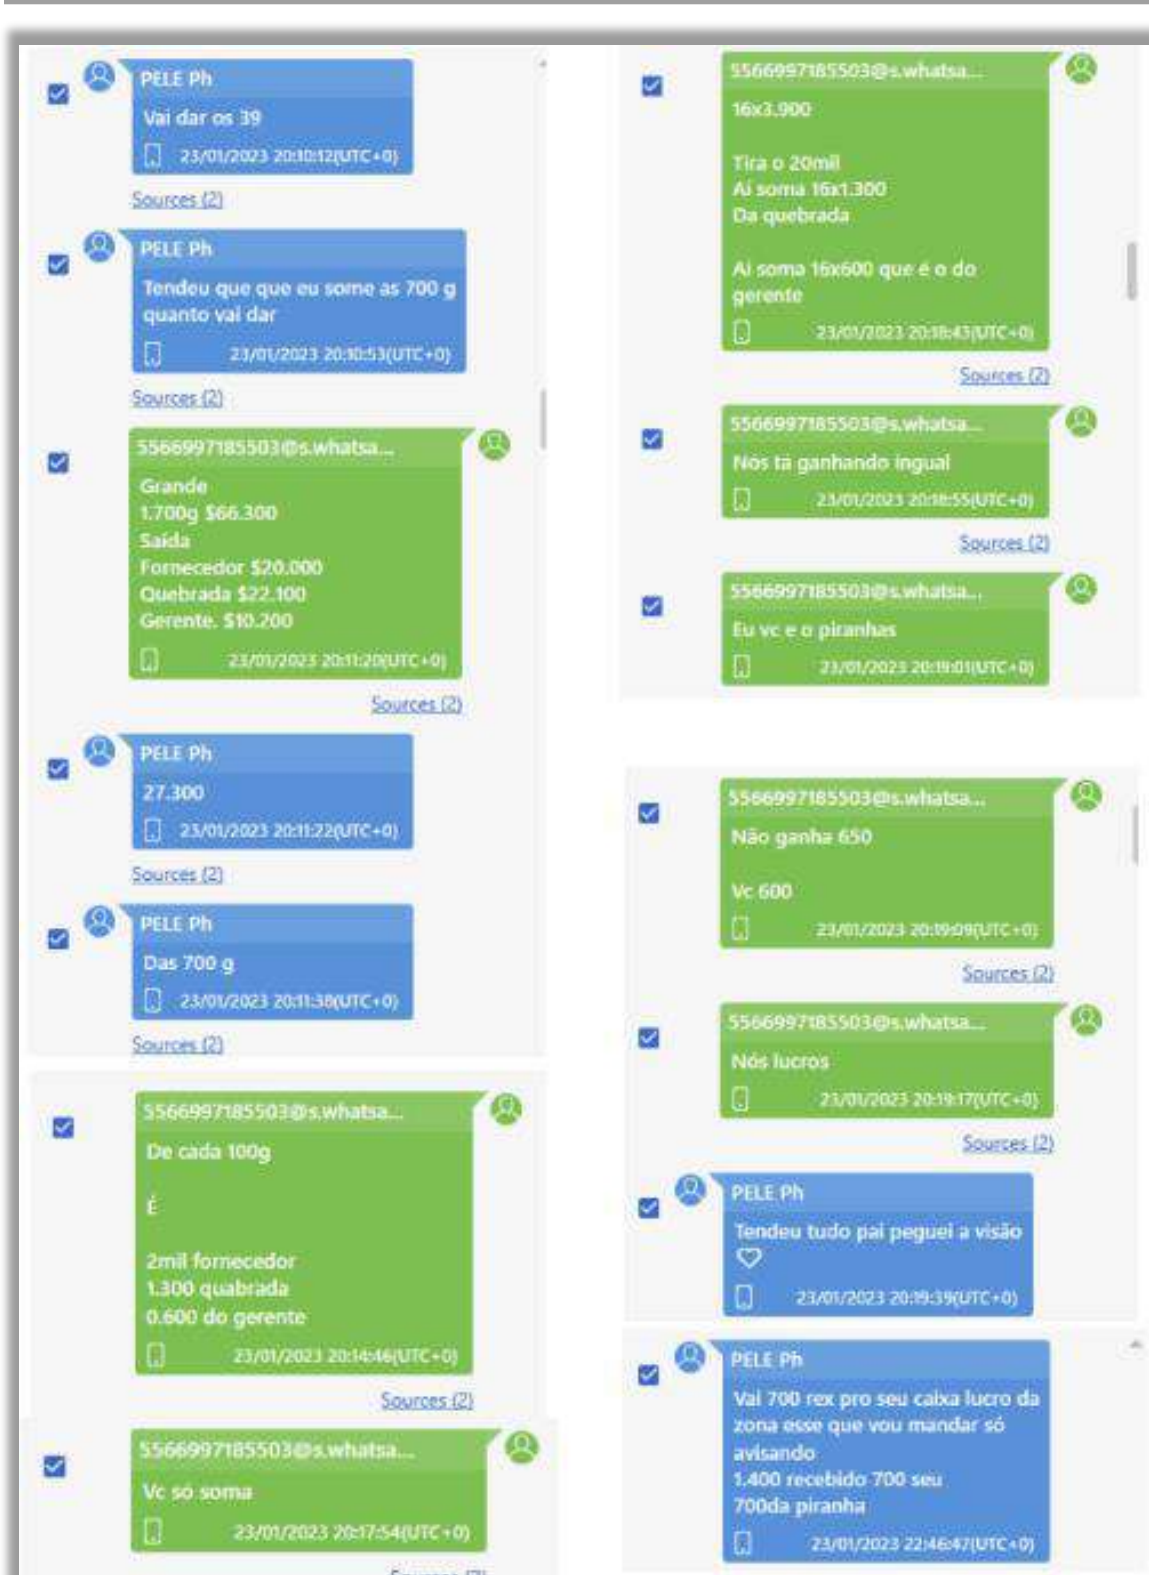 PELE Ph
Vai dar os 39
23/01/2023 20:10:12(UTC+0)
Sources (2)
PELE Ph
Tendeu que que eu some as 700 g
quanto vai dar
23/01/2023 20:10:53(UTC+0)
Sources (2)
5566997185503@s.whatsa...
Grande
1.700g $66.300
Saída
Fornecedor $20.000
Quebrada $22.100
Gerente. $10.200
23/01/2023 20:11:20(UTC+0)
Sources (2)
PELE Ph
27.300
23/01/2023 20:11:22(UTC+0)
Sources (2)
PELE Ph
Das 700 g
23/01/2023 20:11:38(UTC+0)
Sources (2)
5566997185503@s.whatsa...
De cada 100g
É
2mil fornecedor
1.300 quabrada
0.600 do gerente
23/01/2023 20:14:46(UTC+0)
Sources (2)
5566997185503@s.whatsa...
Vc só soma
23/01/2023 20:17:54(UTC+0)
Sources (2)
5566997185503@s.whatsa...
16x3.900
Tira o 20mil
Aí soma 16x1.300
Da quebrada
Aí soma 16x600 que é o do
gerente
23/01/2023 20:18:43(UTC+0)
Sources (2)
5566997185503@s.whatsa...
Nós tá ganhando ingual
23/01/2023 20:18:55(UTC+0)
Sources (2)
5566997185503@s.whatsa...
Eu vc e o piranhas
23/01/2023 20:19:01(UTC+0)
5566997185503@s.whatsa...
Não ganha 650
Vc 600
23/01/2023 20:19:09(UTC+0)
Sources (2)
5566997185503@s.whatsa...
Nós lucros
23/01/2023 20:19:17(UTC+0)
Sources (2)
PELE Ph
Tendeu tudo pai peguei a visão
♡
23/01/2023 20:19:39(UTC+0)
PELE Ph
Vai 700 rex pro seu caixa lucro da
zona esse que vou mandar só
avisando
1.400 recebido 700 seu
700da piranha
23/01/2023 22:46:47(UTC+0)